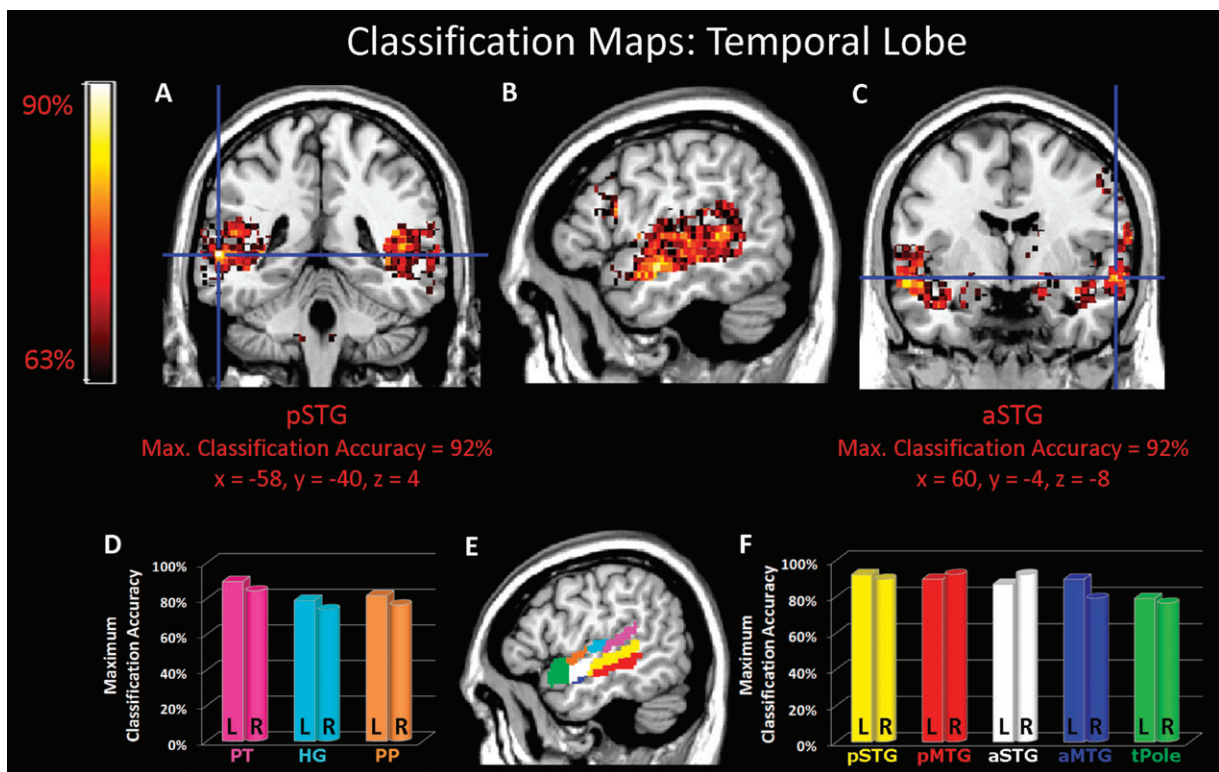 Classification Maps: Temporal Lobe
90%
63%
A
B
C
pSTG
Max. Classification Accuracy = 92%
x = -58, y = -40, z = 4
aSTG
Max. Classification Accuracy = 92%
x = 60, y = -4, z = -8
D
Maximum
Classification Accuracy
100%
80%
60%
40%
20%
0%
L R L R L R
PT HG PP
E
F
Maximum
Classification Accuracy
100%
80%
60%
40%
20%
0%
L R L R L R L R L R
pSTG pMTG aSTG aMTG tPole